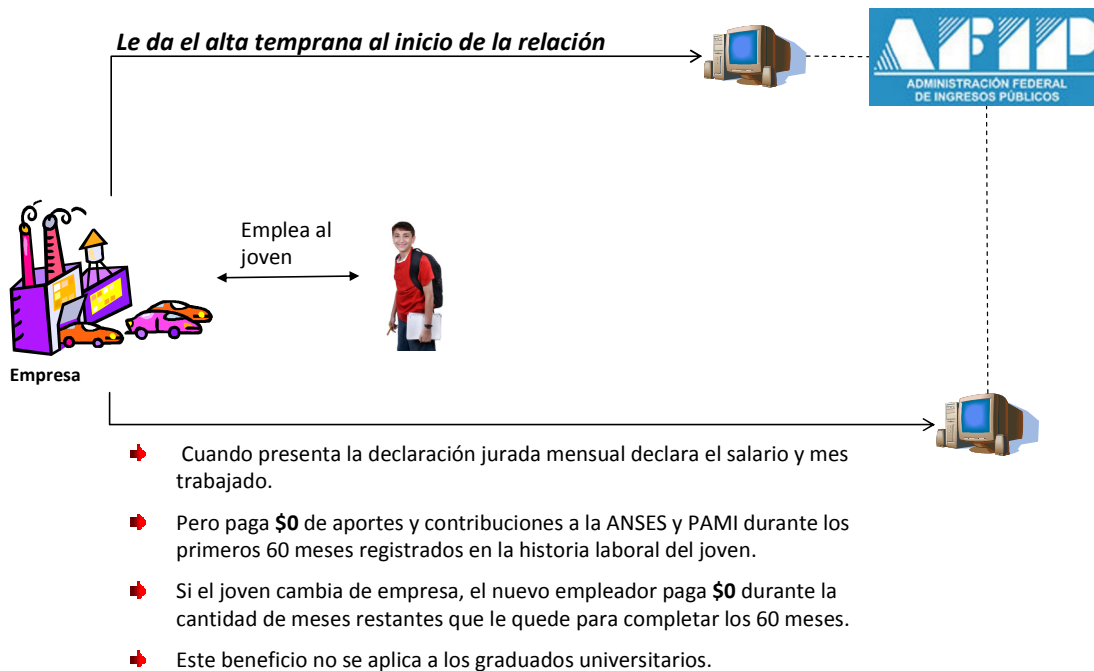 Le da el alta temprana al inicio de la relación
AFIP
ADMINISTRACIÓN FEDERAL
DE INGRESOS PÚBLICOS
Emplea al
joven
Empresa
Cuando presenta la declaración jurada mensual declara el salario y mes
trabajado.
Pero paga $0 de aportes y contribuciones a la ANSES y PAMI durante los
primeros 60 meses registrados en la historia laboral del joven.
Si el joven cambia de empresa, el nuevo empleador paga $0 durante la
cantidad de meses restantes que le quede para completar los 60 meses.
Este beneficio no se aplica a los graduados universitarios.